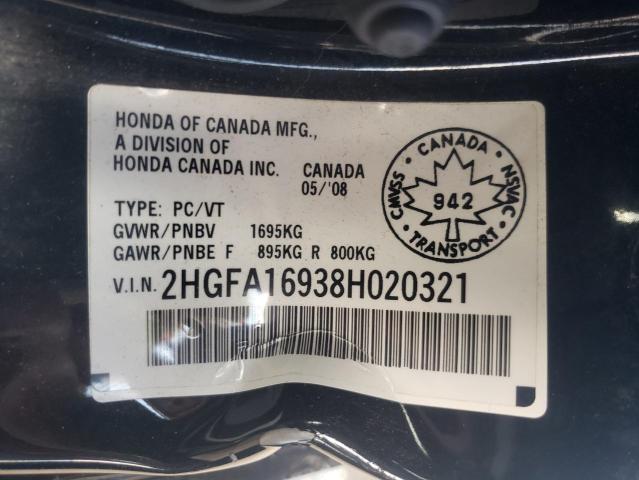 HONDA OF CANADA MFG.,
A DIVISION OF
HONDA CANADA INC. CANADA
05/'08
TYPE: PC/VT
GVWR/PNBV 1695KG
GAWR/PNBE F 895KG R 800KG
V.I.N. 2HGFA16938H020321
CANADA
CMVSS
NSVAC
942
TRANSPORT